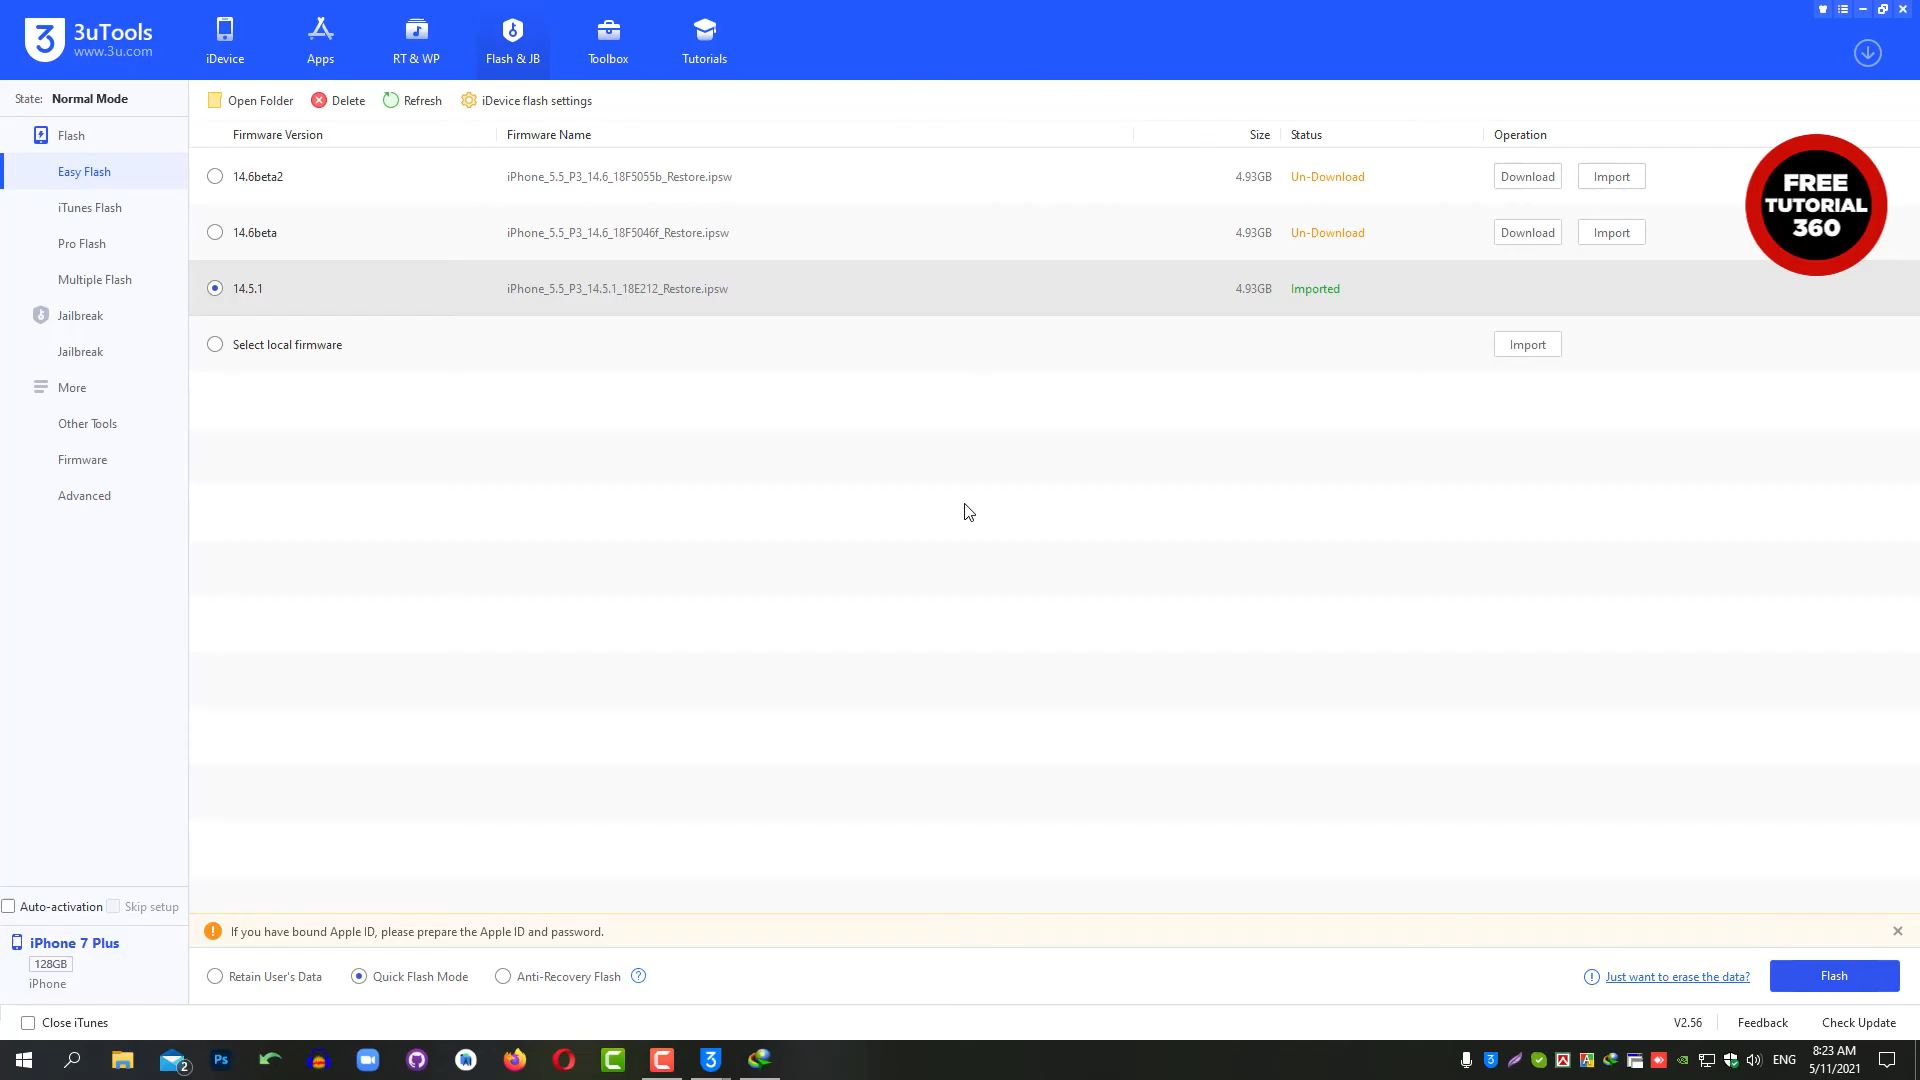 3 3uTools
www.3u.com
iDevice
Apps
RT & WP
Flash & JB
Toolbox
Tutorials
State: Normal Mode
Flash
Easy Flash
iTunes Flash
Pro Flash
Multiple Flash
Jailbreak
Jailbreak
More
Other Tools
Firmware
Advanced
Auto-activation Skip setup
iPhone 7 Plus
128GB
iPhone
Open Folder Delete Refresh iDevice flash settings
Firmware Version Firmware Name Size Status Operation
14.6beta2 iPhone_5.5_P3_14.6_18F5055b_Restore.ipsw 4.93GB Un-Download Download Import
14.6beta iPhone_5.5_P3_14.6_18F5046f_Restore.ipsw 4.93GB Un-Download Download Import
14.5.1 iPhone_5.5_P3_14.5.1_18E212_Restore.ipsw 4.93GB Imported
Select local firmware Import
FREE
TUTORIAL
360
If you have bound Apple ID, please prepare the Apple ID and password.
Retain User's Data Quick Flash Mode Anti-Recovery Flash ? Just want to erase the data? Flash
Close iTunes V2.56 Feedback Check Update
2 Ps 3 ENG 8:23 AM
5/11/2021